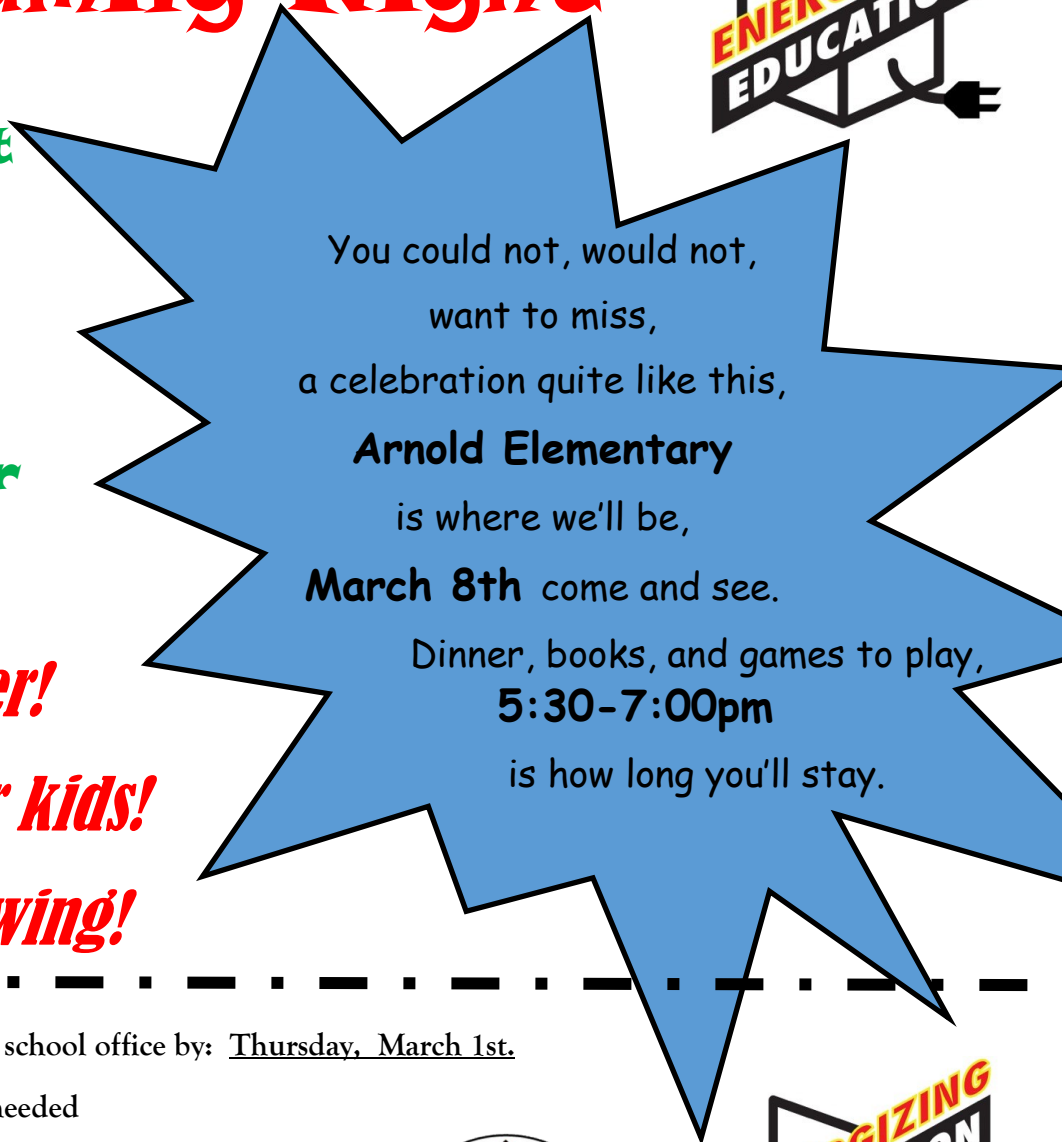 Night
ENERG
EDUCATIO
You could not, would not,
want to miss,
a celebration quite like this,
Arnold Elementary
is where we'll be,
March 8th come and see.
Dinner, books, and games to play,
5:30-7:00pm
is how long you'll stay.
er!
r kids!
wing!
school office by: Thursday, March 1st.
needed
GIZING